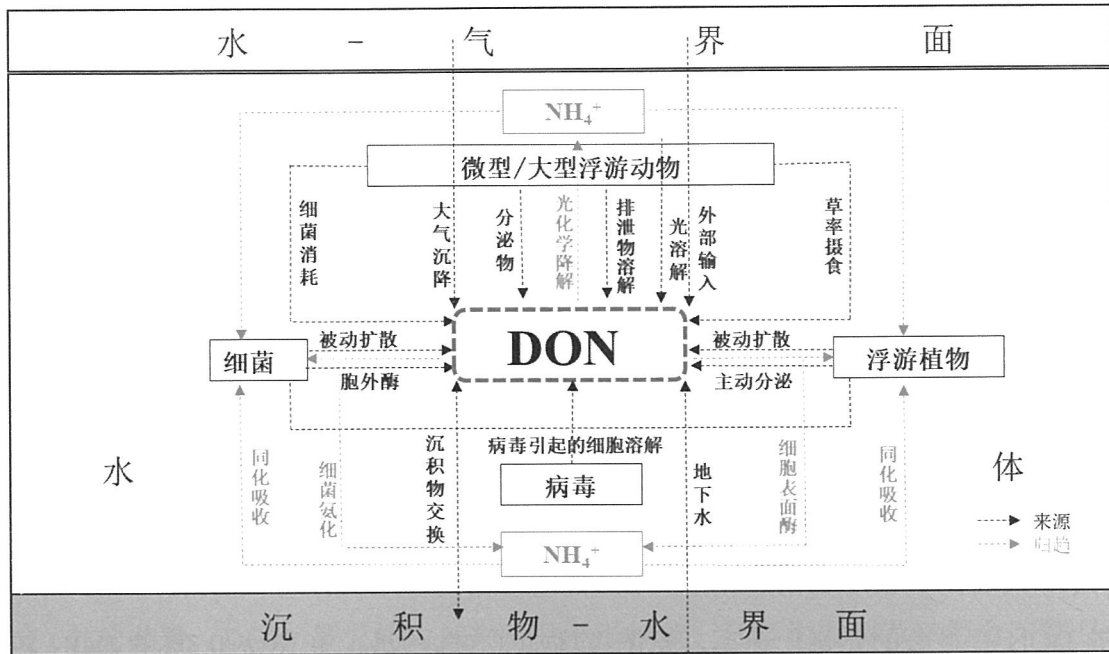 水 - 气 界 面
NH₄⁺
微型/大型浮游动物
细菌消耗
大气沉降
分泌物
光化学降解
排泄物溶解
光溶解
外部输入
草率摄食
DON
细菌
被动扩散
胞外酶
被动扩散
主动分泌
浮游植物
水
体
同化吸收
细菌氨化
沉积物交换
病毒引起的细胞溶解
病毒
地下水
细胞表面酶
同化吸收
NH₄⁺
来源
归趋
沉 积 物 - 水 界 面